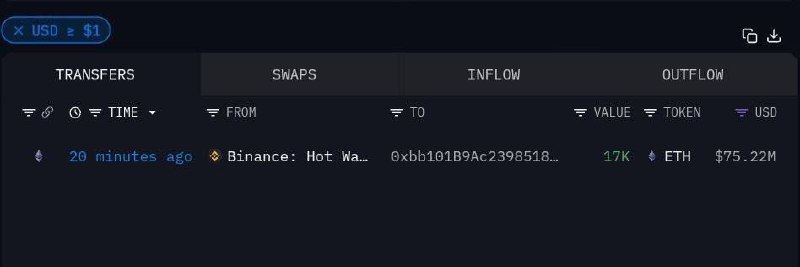 × USD ≥ $1
TRANSFERS SWAPS INFLOW OUTFLOW
TIME FROM TO VALUE TOKEN USD
20 minutes ago Binance: Hot Wa… 0xbb101B9Ac2398518… 17K ETH $75.22M